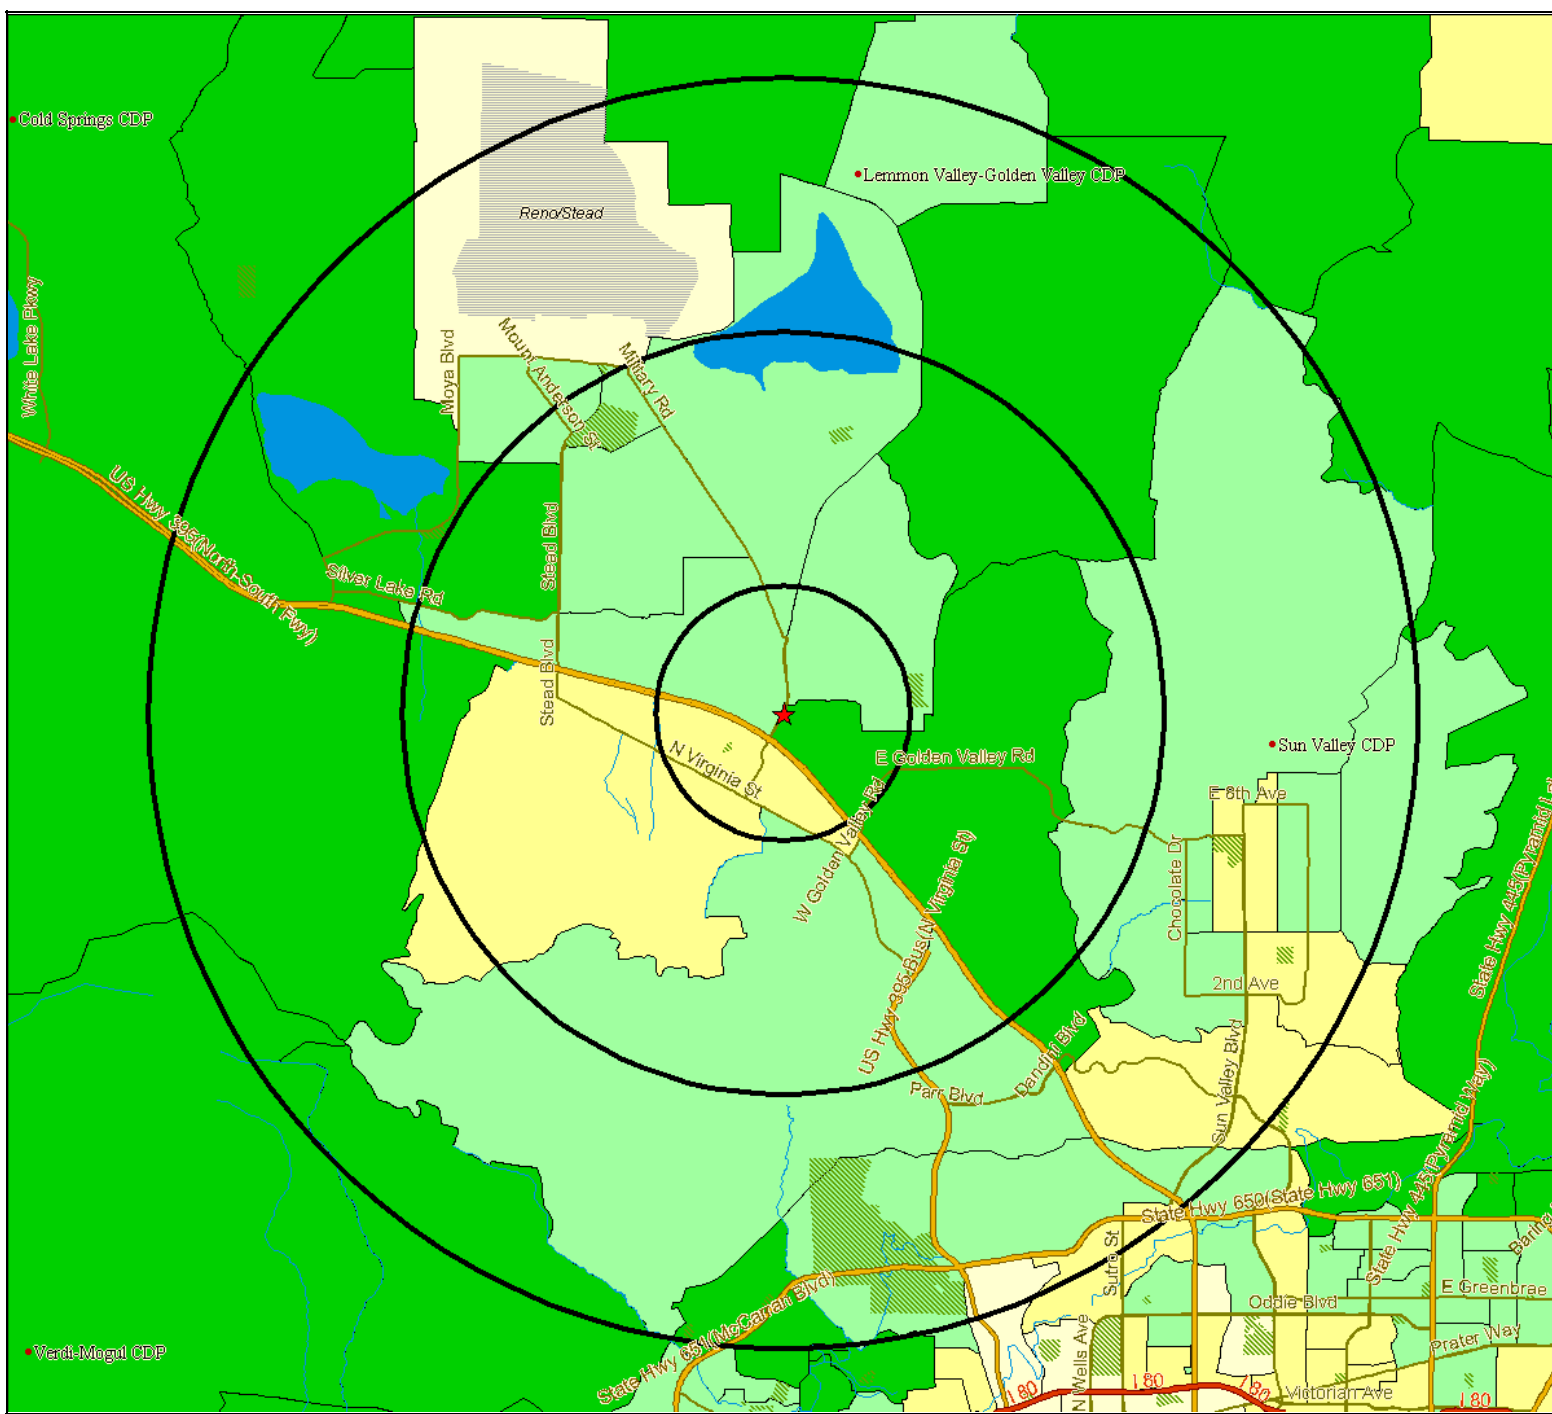 Cold Springs CDP
Lemmon Valley-Golden Valley CDP
Reno/Stead
White Lake Pkwy
Moya Blvd
Mount Anderson St
Military Rd
US Hwy 395(North-South Fwy)
Stead Blvd
Silver Lake Rd
Stead Blvd
N Virginia St
E Golden Valley Rd
Sun Valley CDP
E 8th Ave
W Golden Valley Rd
Chocolate Dr
State Hwy 445(Pyramid
US Hwy 395 Bus(N Virginia St)
2nd Ave
Sun Valley Blvd
Dandini Blvd
Parr Blvd
State Hwy 445(Pyramid Way)
State Hwy 650(State Hwy 651)
Sutro St
Baring
E Greenbrae
Oddie Blvd
State Hwy 651(McCarran Blvd)
N Wells Ave
Prater Way
Verdi-Mogul CDP
I 80
I 80
I 80
Victorian Ave
I 80